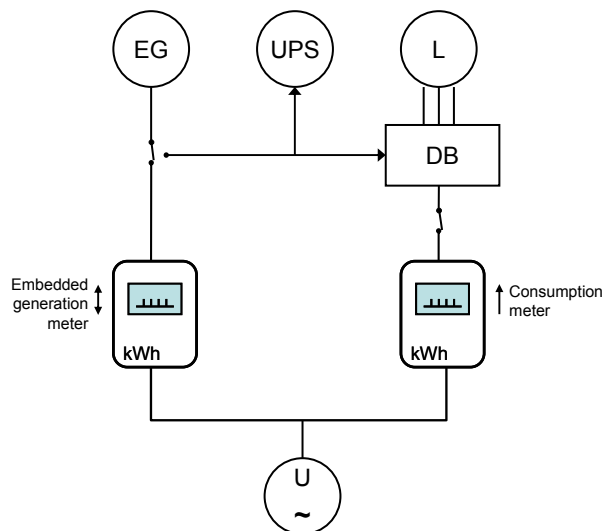 EG
UPS
L
DB
Embedded
generation
meter
kWh
kWh
Consumption
meter
U
~